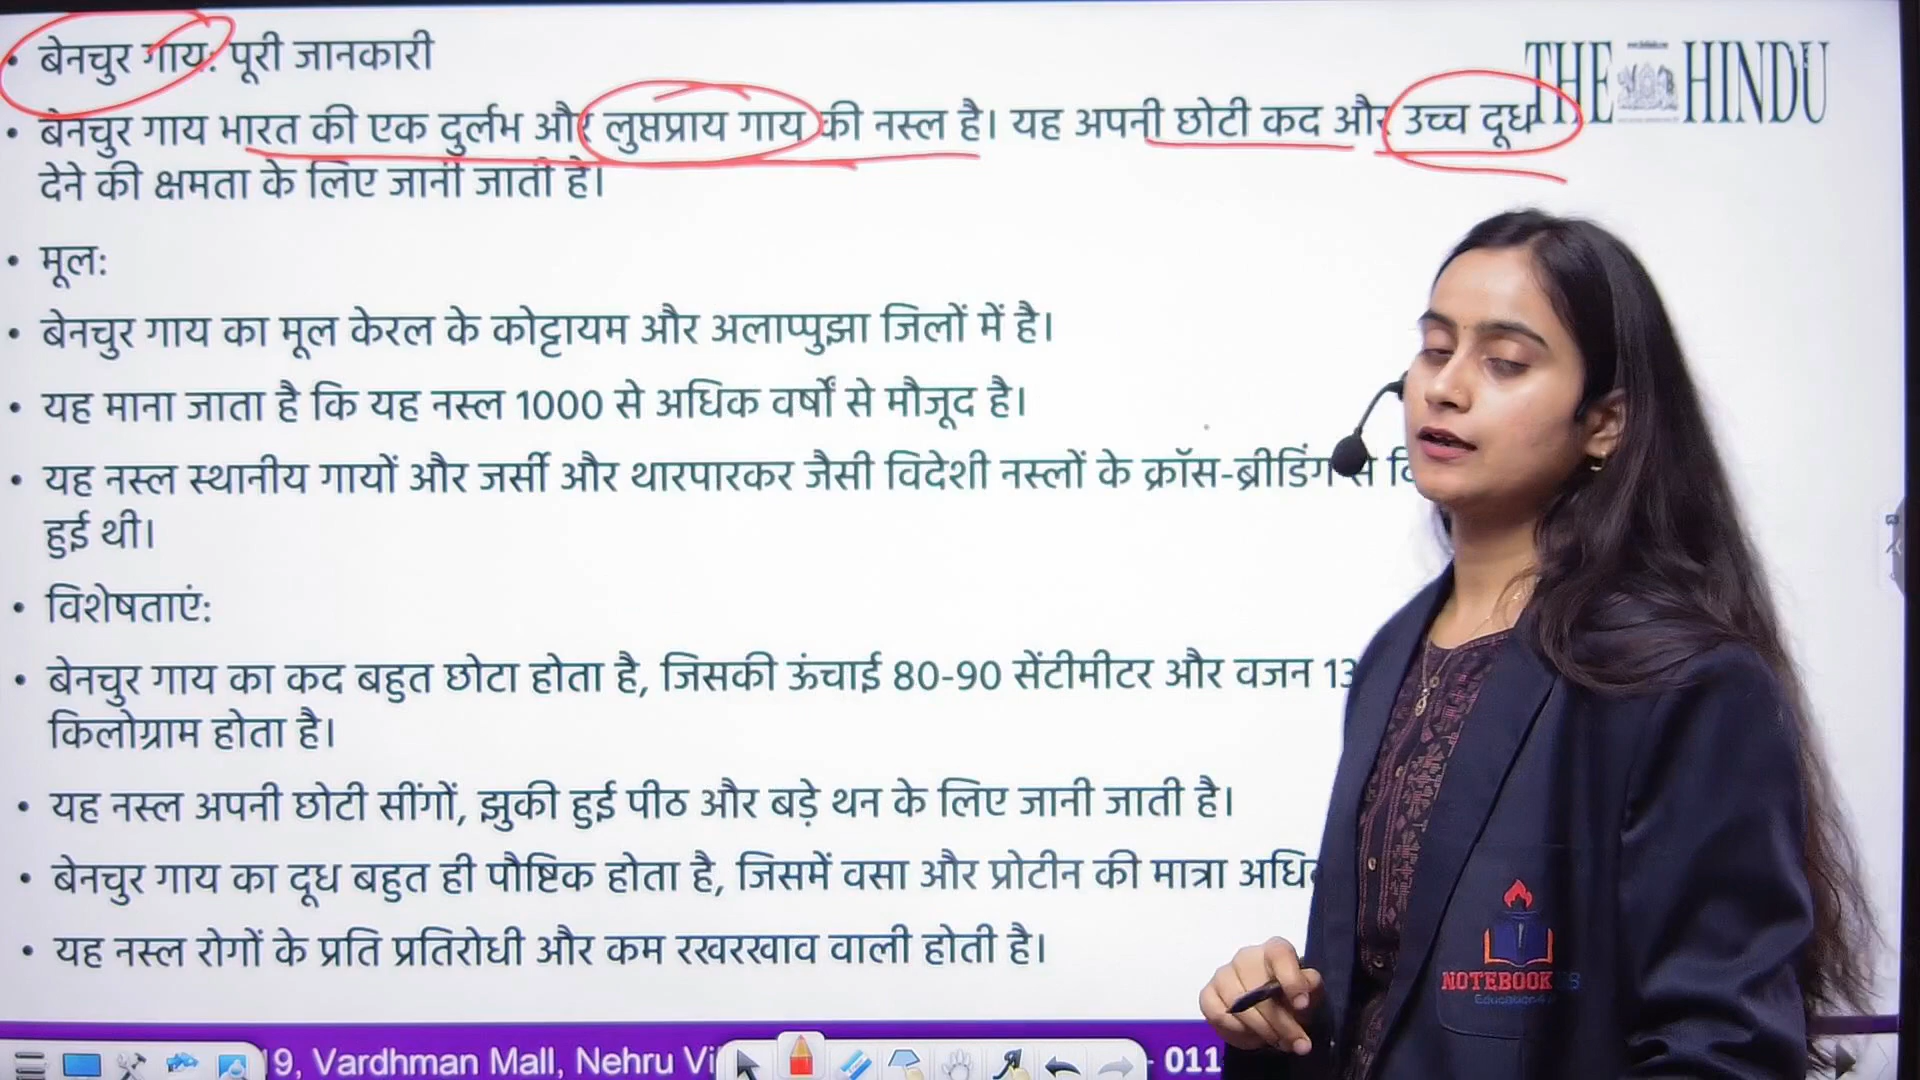 • बेनचुर गाय: पूरी जानकारी
THE HINDU
• बेनचुर गाय भारत की एक दुर्लभ और लुप्तप्राय गाय की नस्ल है। यह अपनी छोटी कद और उच्च दूध
देने की क्षमता के लिए जानी जाती है।
• मूल:
• बेनचुर गाय का मूल केरल के कोट्टायम और अलाप्पुझा जिलों में है।
• यह माना जाता है कि यह नस्ल 1000 से अधिक वर्षों से मौजूद है।
• यह नस्ल स्थानीय गायों और जर्सी और थारपारकर जैसी विदेशी नस्लों के क्रॉस-ब्रीडिंग से
हुई थी।
• विशेषताएं:
• बेनचुर गाय का कद बहुत छोटा होता है, जिसकी ऊंचाई 80-90 सेंटीमीटर और वजन 13
किलोग्राम होता है।
• यह नस्ल अपनी छोटी सींगों, झुकी हुई पीठ और बड़े थन के लिए जानी जाती है।
• बेनचुर गाय का दूध बहुत ही पौष्टिक होता है, जिसमें वसा और प्रोटीन की मात्रा
• यह नस्ल रोगों के प्रति प्रतिरोधी और कम रखरखाव वाली होती है।
NOTEBOOK
9, Vardhman Mall, Nehru - 011